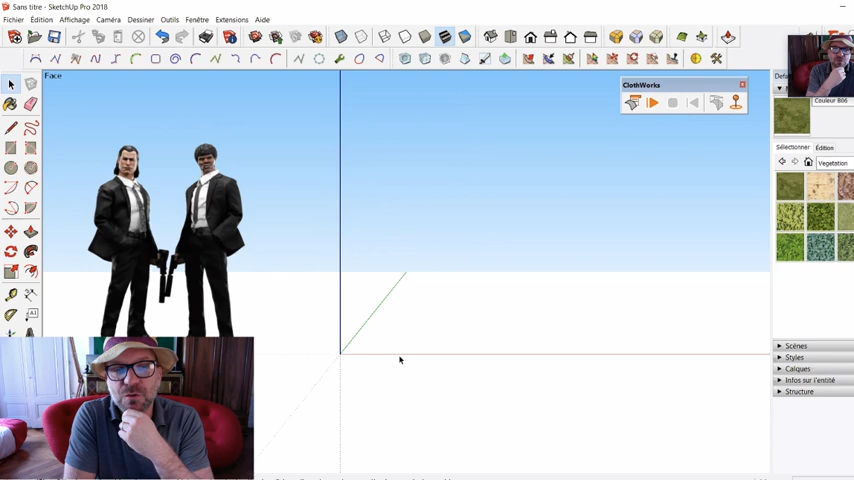 Sans titre - SketchUp Pro 2018
Fichier Édition Affichage Caméra Dessiner Outils Fenêtre Extensions Aide
Face
ClothWorks
Couleur B06
Sélectionner Édition
Vegetation
Scènes
Styles
Calques
Infos sur l'entité
Structure